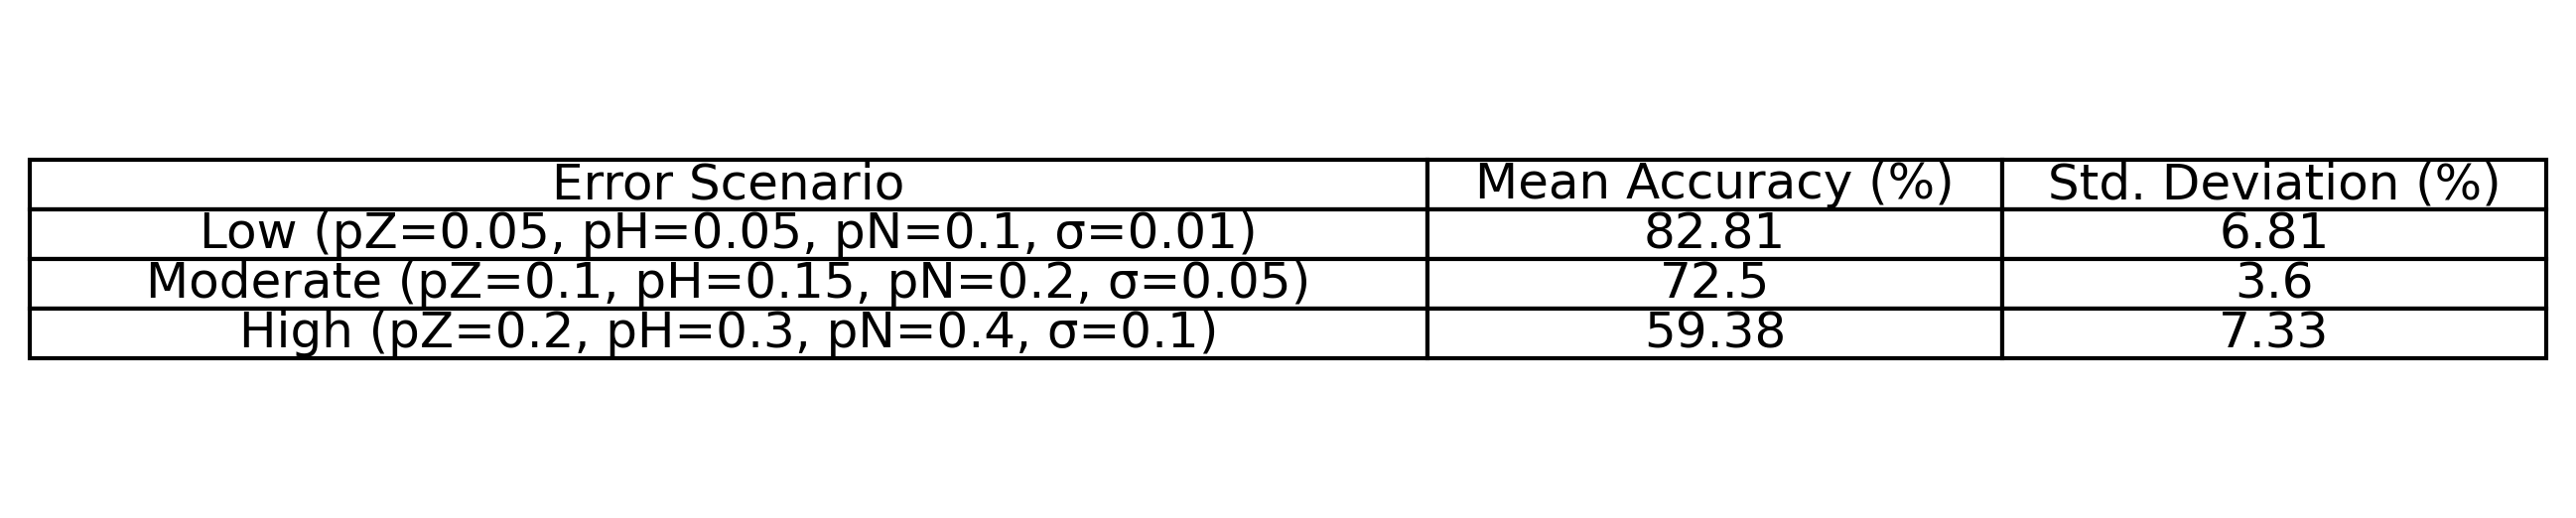 Error Scenario Mean Accuracy (%) Std. Deviation (%)
Low (pZ=0.05, pH=0.05, pN=0.1, σ=0.01) 82.81 6.81
Moderate (pZ=0.1, pH=0.15, pN=0.2, σ=0.05) 72.5 3.6
High (pZ=0.2, pH=0.3, pN=0.4, σ=0.1) 59.38 7.33